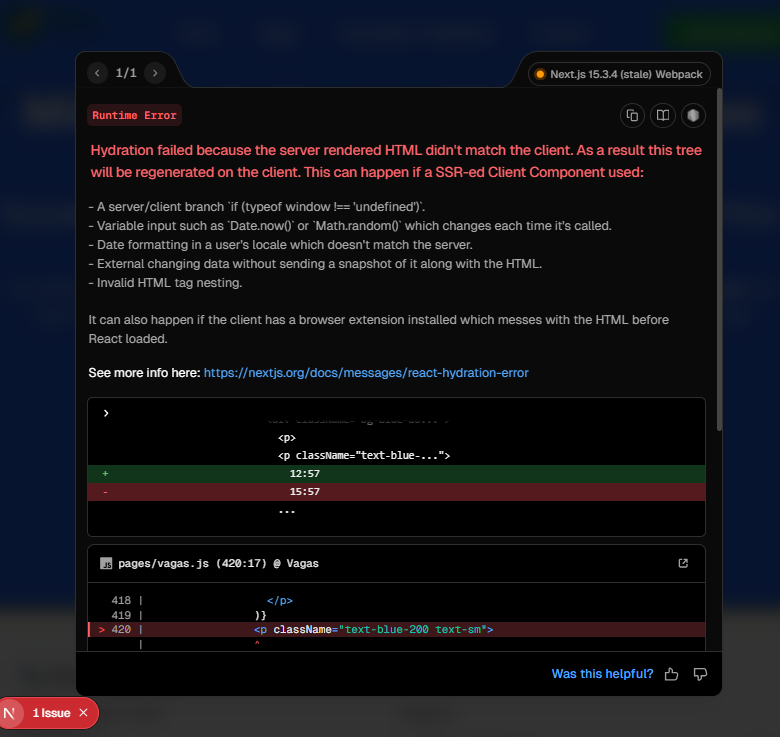 1/1
Next.js 15.3.4 (stale) Webpack
Runtime Error
Hydration failed because the server rendered HTML didn't match the client. As a result this tree
will be regenerated on the client. This can happen if a SSR-ed Client Component used:
- A server/client branch `if (typeof window !== 'undefined')`.
- Variable input such as `Date.now()` or `Math.random()` which changes each time it's called.
- Date formatting in a user's locale which doesn't match the server.
- External changing data without sending a snapshot of it along with the HTML.
- Invalid HTML tag nesting.
It can also happen if the client has a browser extension installed which messes with the HTML before
React loaded.
See more info here: https://nextjs.org/docs/messages/react-hydration-error
<p>
<p className="text-blue-...">
+ 12:57
- 15:57
...
JS pages/vagas.js (420:17) @ Vagas
418 | </p>
419 | )}
> 420 | <p className="text-blue-200 text-sm">
| ^
Was this helpful?
N 1 Issue